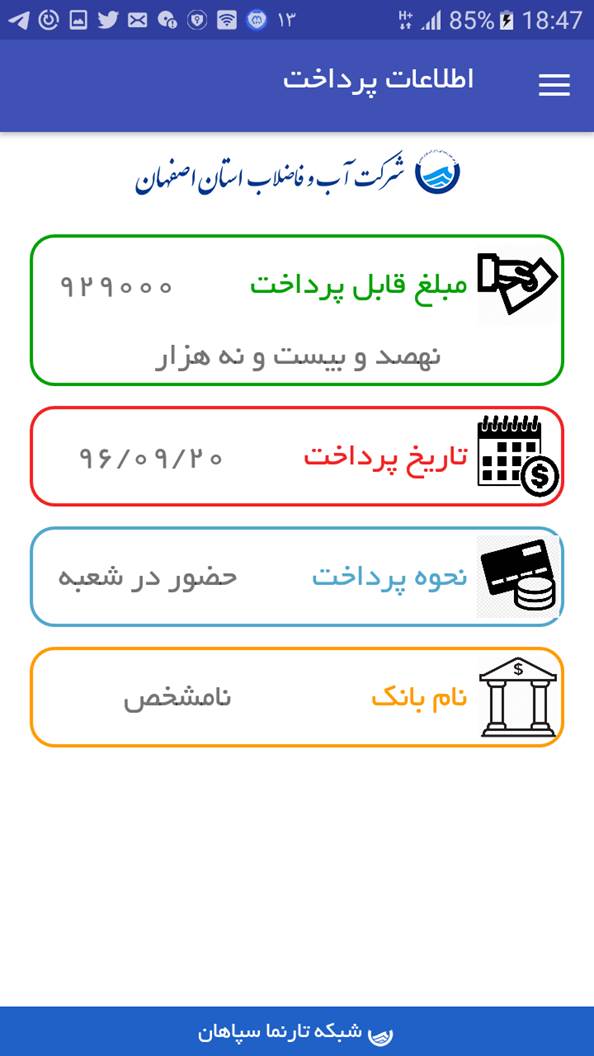 ۱۳ H+ 85% 18:47
اطلاعات پرداخت
شرکت آب و فاضلاب استان اصفهان
مبلغ قابل پرداخت ۹۲۹۰۰۰
نهصد و بیست و نه هزار
تاریخ پرداخت ۹۶/۰۹/۲۰
نحوه پرداخت حضور در شعبه
نام بانک نامشخص
شبکه تارنما سپاهان